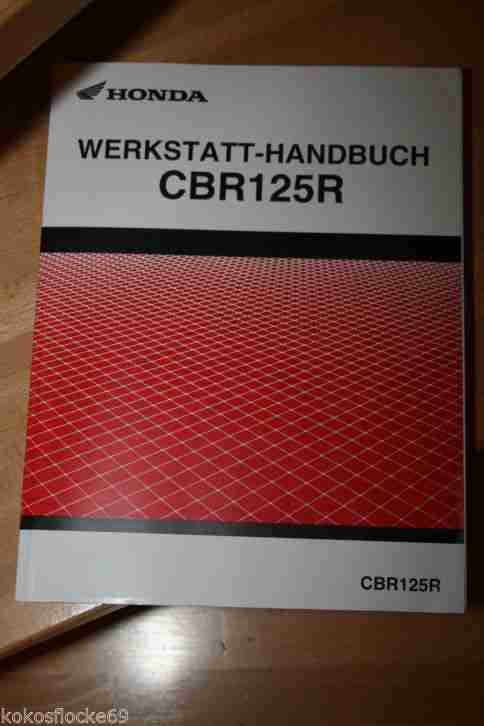 HONDA
WERKSTATT-HANDBUCH
CBR125R
CBR125R
kokosflocke69